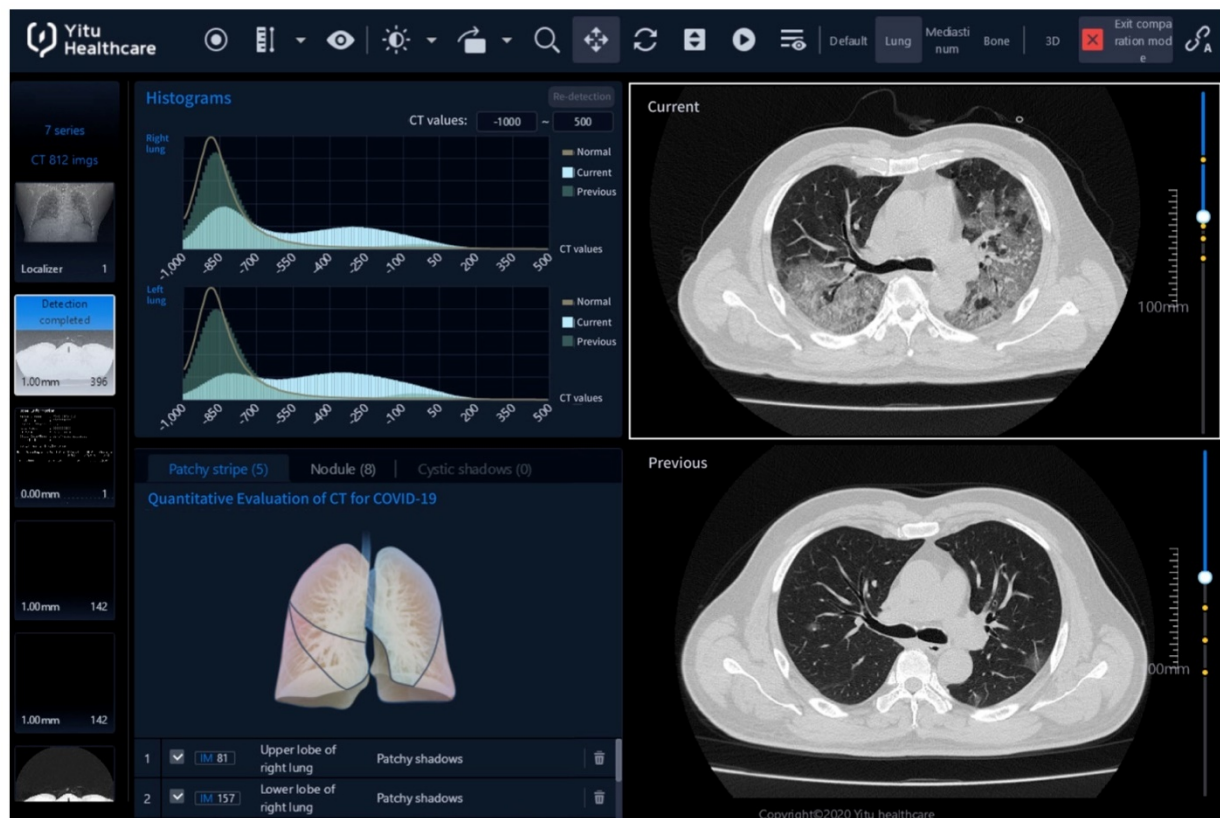 Yitu
Healthcare
Default
Lung
Mediasti
num
Bone
3D
Exit compa
ration mod
e
A
7 series
CT 812 imgs
Localizer 1
Detection
completed
1.00mm 396
0.00mm 1
1.00mm 142
1.00mm 142
Histograms
Re-detection
CT values: -1000 ~ 500
Right
lung
Normal
Current
Previous
CT values
-1,000 -850 -700 -550 -400 -250 -100 50 200 350 500
Left
lung
Normal
Current
Previous
CT values
-1,000 -850 -700 -550 -400 -250 -100 50 200 350 500
Patchy stripe (5)
Nodule (8)
Cystic shadows (0)
Quantitative Evaluation of CT for COVID-19
1 IM 81 Upper lobe of
right lung Patchy shadows
2 IM 157 Lower lobe of
right lung Patchy shadows
Current
100mm
Previous
00mm
Copyright©2020 Yitu healthcare